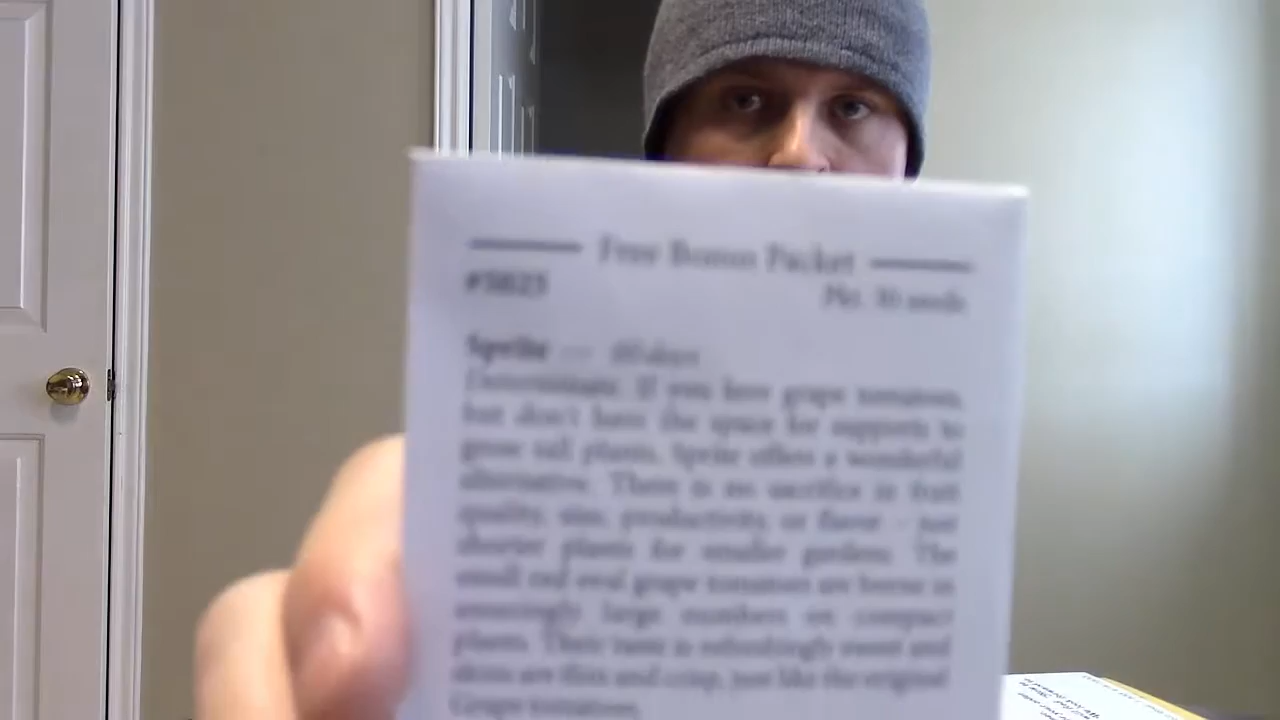 Free Bonus Packet
#5025
Pkt. 30 seeds
Sprite — 60 days
Determinate. If you love grape tomatoes,
but don't have the space for supports to
grow tall plants, Sprite offers a wonderful
alternative. There is no sacrifice in fruit
quality, size, productivity, or flavor - just
shorter plants for smaller gardens. The
small red oval grape tomatoes are borne in
amazingly large numbers on compact
plants. Their taste is refreshingly sweet and
skins are thin and crisp, just like the original
Grape tomatoes.